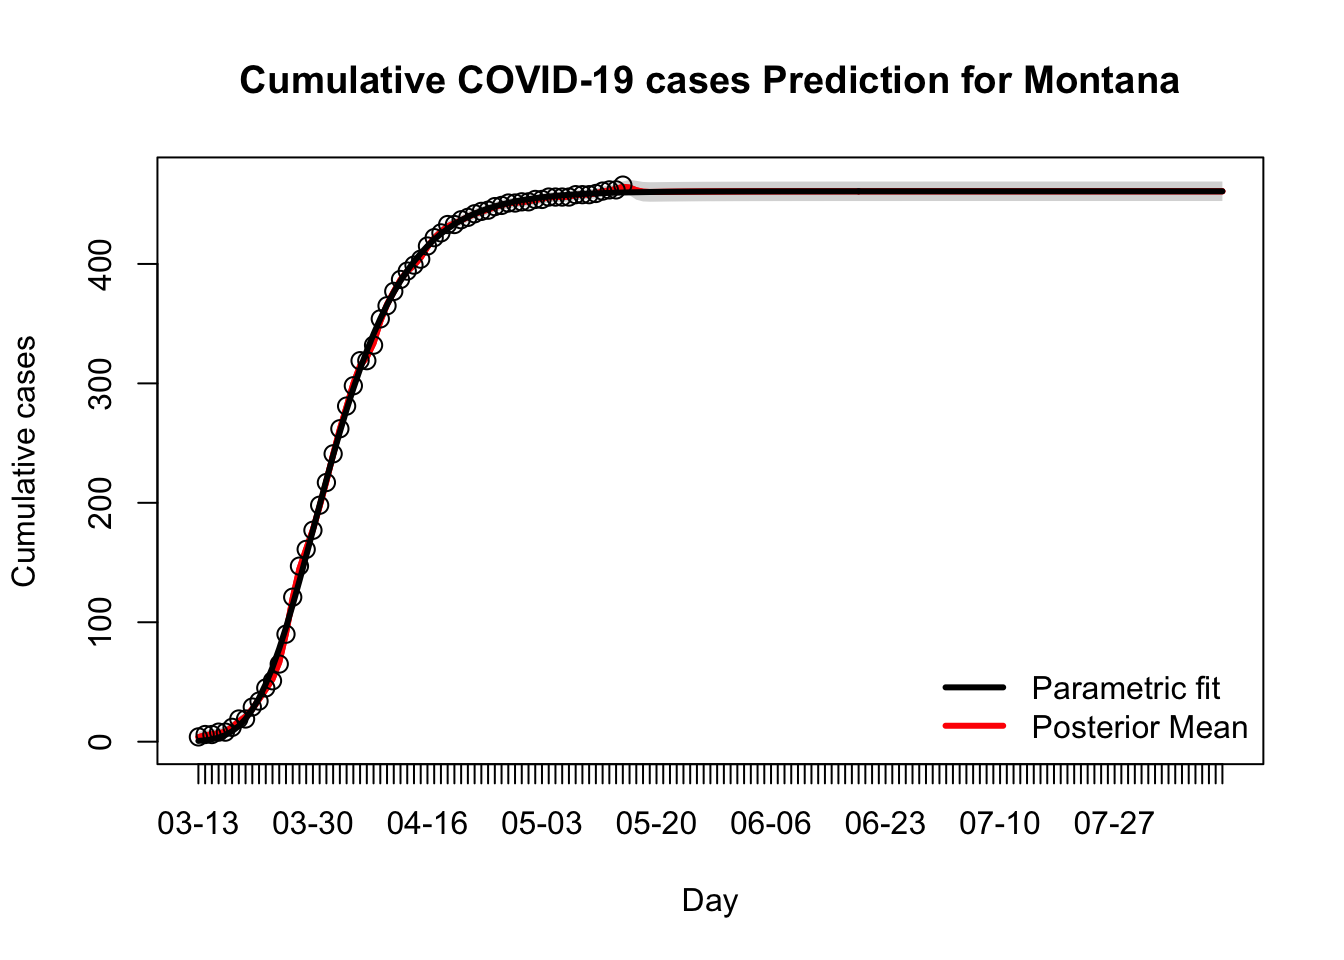 Cumulative COVID-19 cases Prediction for Montana
Cumulative cases
400
300
200
100
0
Parametric fit
Posterior Mean
03-13 03-30 04-16 05-03 05-20 06-06 06-23 07-10 07-27
Day